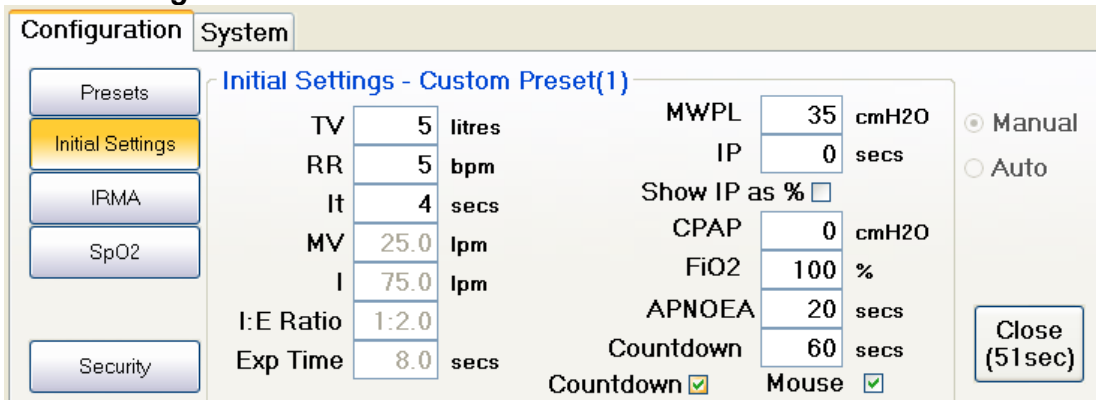 Configuration System
Presets
Initial Settings
IRMA
SpO2
Security
Initial Settings - Custom Preset(1)
TV 5 litres
RR 5 bpm
It 4 secs
MV 25.0 lpm
I 75.0 lpm
I:E Ratio 1:2.0
Exp Time 8.0 secs
MWPL 35 cmH2O
IP 0 secs
Show IP as %
CPAP 0 cmH2O
FiO2 100 %
APNOEA 20 secs
Countdown 60 secs
Countdown Mouse
Manual
Auto
Close
(51sec)